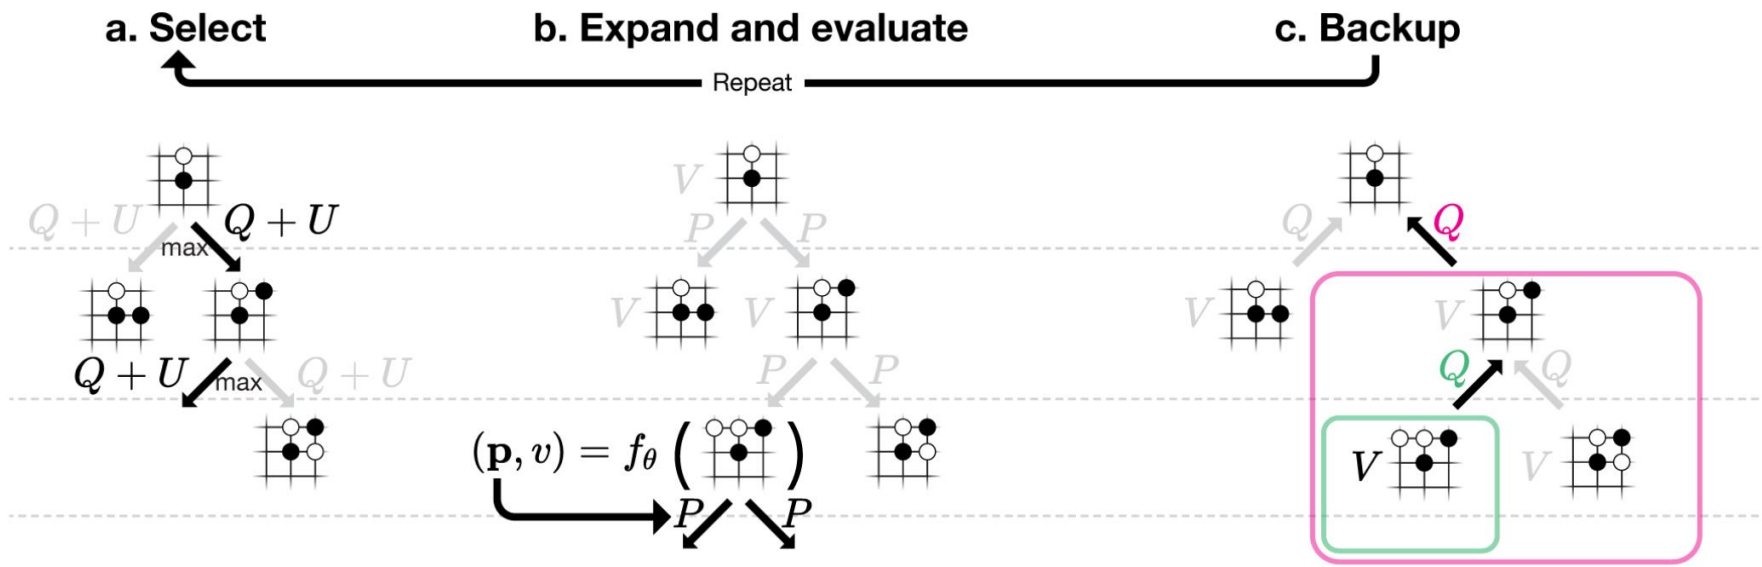 a. Select
b. Expand and evaluate
c. Backup
Repeat
Q + U
Q + U
max
Q + U
max
Q + U
V
P
P
V
V
P
P
(p, v) = fθ ( )
P
P
Q
Q
V
V
Q
Q
V
V